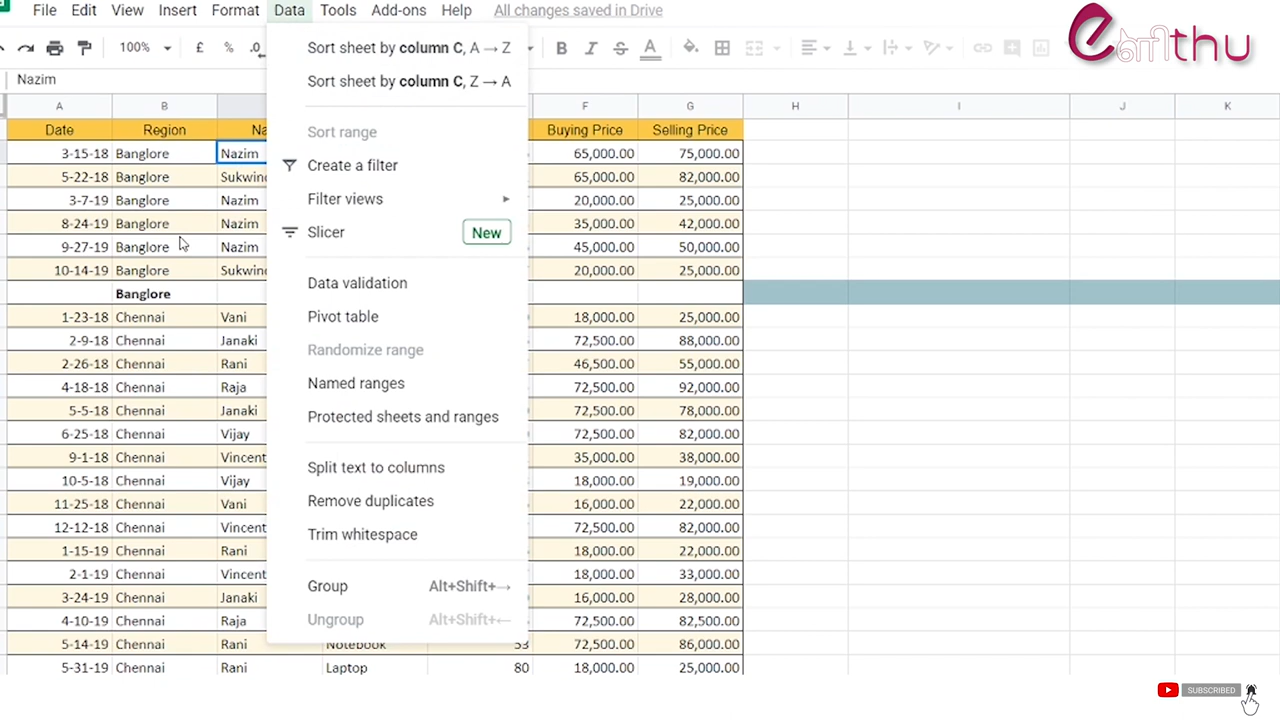 File Edit View Insert Format Data Tools Add-ons Help All changes saved in Drive
100% £ % .0
eளிthu
Nazim
A B F G H I J K
Date Region Na Buying Price Selling Price
3-15-18 Banglore Nazim 65,000.00 75,000.00
5-22-18 Banglore Sukwin 65,000.00 82,000.00
3-7-19 Banglore Nazim 20,000.00 25,000.00
8-24-19 Banglore Nazim 35,000.00 42,000.00
9-27-19 Banglore Nazim 45,000.00 50,000.00
10-14-19 Banglore Sukwin 20,000.00 25,000.00
Banglore
1-23-18 Chennai Vani 18,000.00 25,000.00
2-9-18 Chennai Janaki 72,500.00 88,000.00
2-26-18 Chennai Rani 46,500.00 55,000.00
4-18-18 Chennai Raja 72,500.00 92,000.00
5-5-18 Chennai Janaki 72,500.00 78,000.00
6-25-18 Chennai Vijay 72,500.00 82,000.00
9-1-18 Chennai Vincent 35,000.00 38,000.00
10-5-18 Chennai Vijay 18,000.00 19,000.00
11-25-18 Chennai Vani 16,000.00 22,000.00
12-12-18 Chennai Vincent 72,500.00 82,000.00
1-15-19 Chennai Rani 18,000.00 22,000.00
2-1-19 Chennai Vincent 18,000.00 33,000.00
3-24-19 Chennai Janaki 16,000.00 28,000.00
4-10-19 Chennai Raja 72,500.00 82,500.00
5-14-19 Chennai Rani Notebook 53 72,500.00 86,000.00
5-31-19 Chennai Rani Laptop 80 18,000.00 25,000.00
Sort sheet by column C, A → Z
Sort sheet by column C, Z → A
Sort range
Create a filter
Filter views
Slicer New
Data validation
Pivot table
Randomize range
Named ranges
Protected sheets and ranges
Split text to columns
Remove duplicates
Trim whitespace
Group Alt+Shift+→
Ungroup Alt+Shift+←
SUBSCRIBED